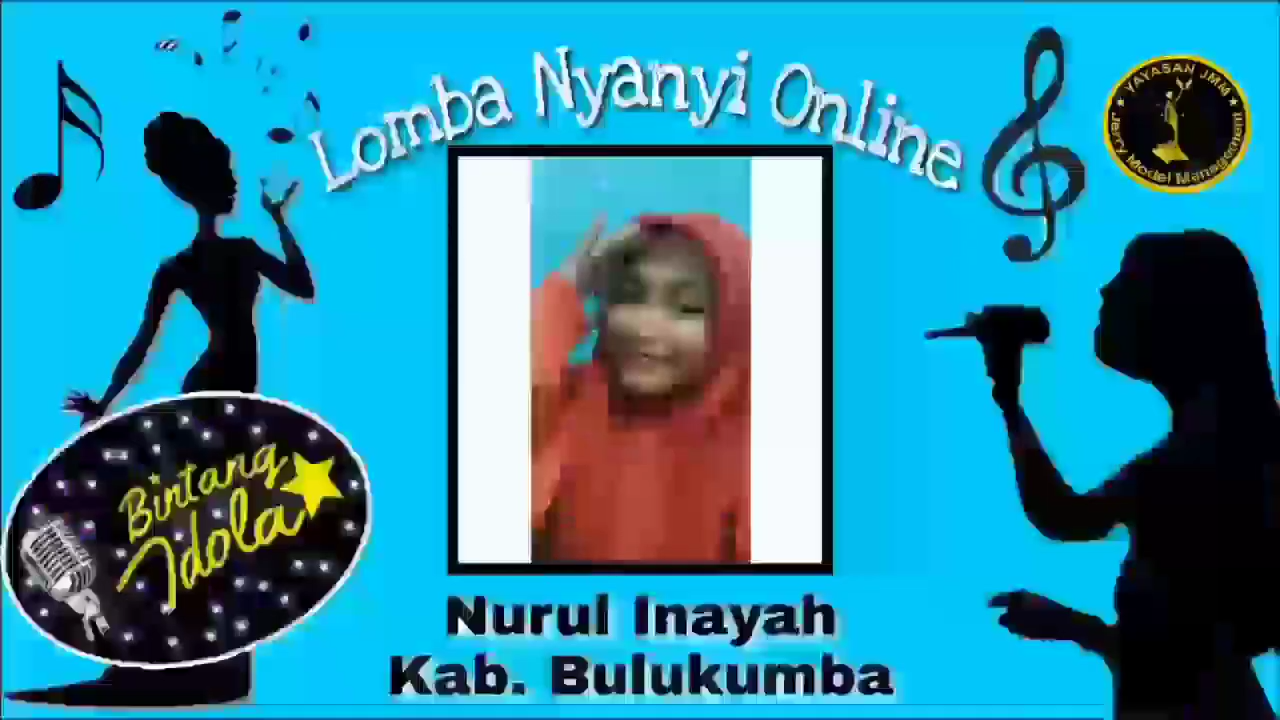 Lomba Nyanyi Online
YAYASAN JMM
Jerry Model Management
Bintang
Idola
Nurul Inayah
Kab. Bulukumba